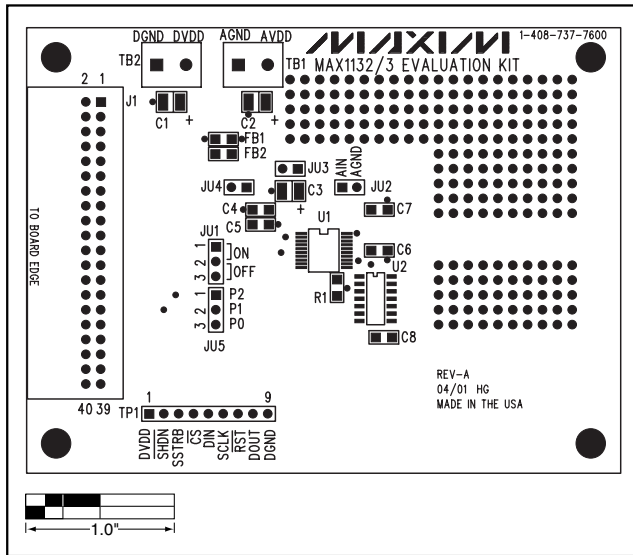 DGND DVDD
AGND AVDD
MAXIM
1-408-737-7600
TB2
TB1
MAX1132/3 EVALUATION KIT
2 1
J1
C1
+
C2
+
FB1
FB2
JU3
AIN
AGND
JU4
C3
+
JU2
C4
C7
C5
U1
JU1
TO BOARD EDGE
1
2
3
ON
OFF
C6
U2
R1
1
2
3
P2
P1
P0
JU5
C8
REV-A
04/01 HG
MADE IN THE USA
40 39
TP1
1
9
DVDD
SHDN
SSTRB
CS
DIN
SCLK
RST
DOUT
DGND
1.0"